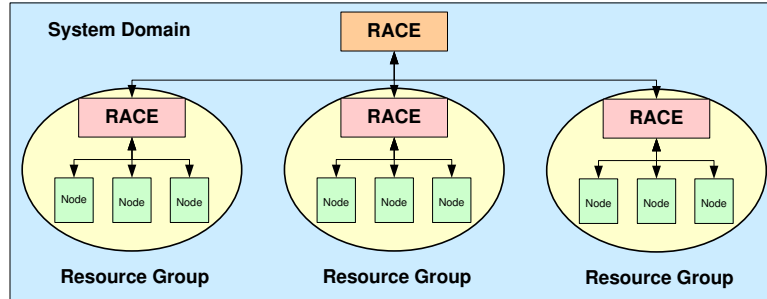 System Domain
RACE
RACE
RACE
RACE
Node Node Node
Node Node Node
Node Node Node
Resource Group
Resource Group
Resource Group